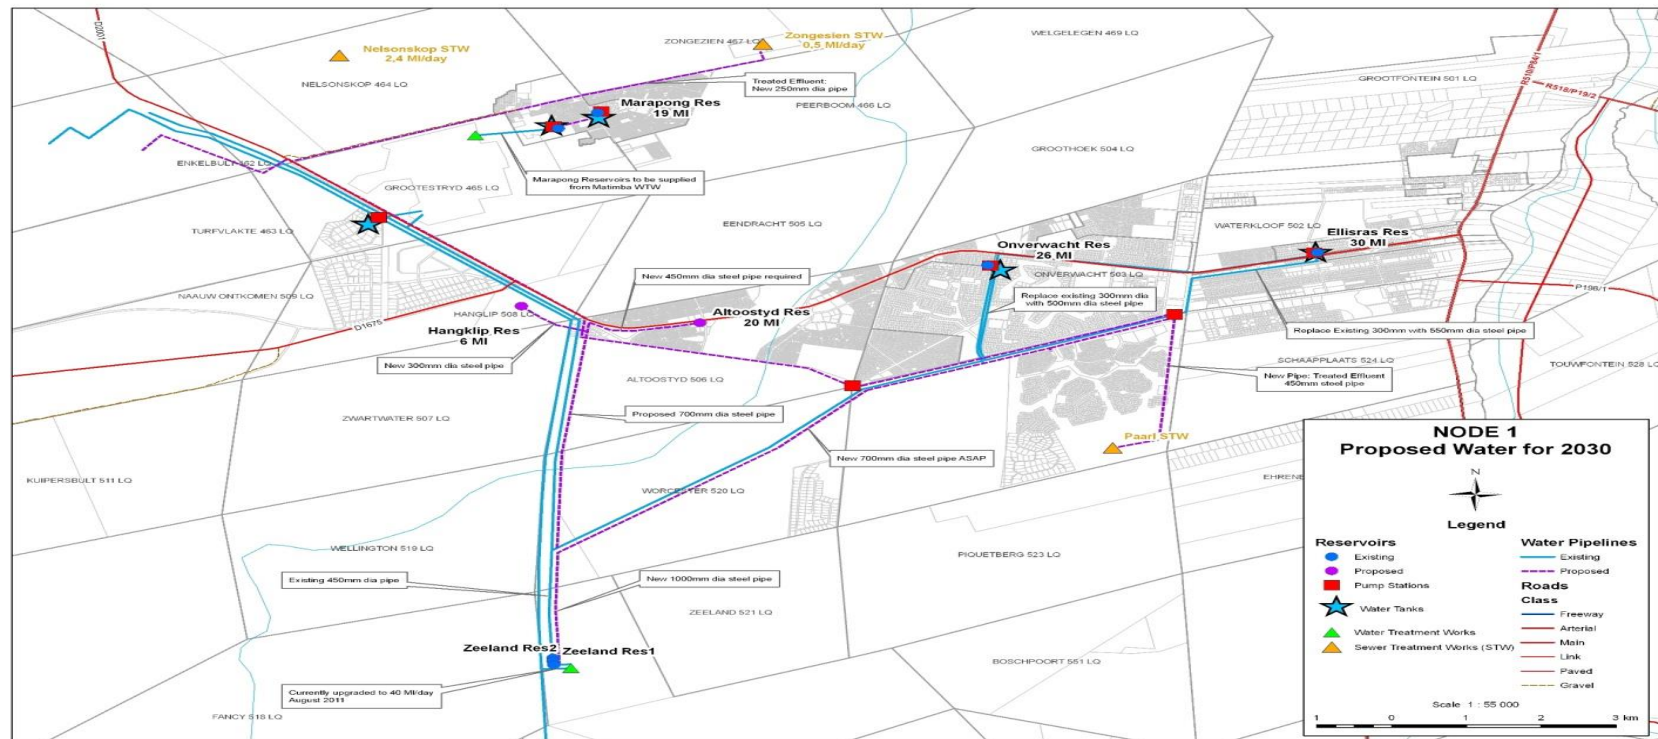 D2001
Nelsonskop STW
2,4 Ml/day
NELSONSKOP 464 LQ
ZONGEZIEN 467 LQ
Zongesien STW
0,5 Ml/day
WELGELEGEN 469 LQ
R510/P84/1
GROOTFONTEIN 501 LQ
R518/P19/2
Treated Effluent:
New 250mm dia pipe
PEERBOOM 466 LQ
Marapong Res
19 Ml
GROOTHOEK 504 LQ
ENKELBULT 462 LQ
GROOTESTRYD 465 LQ
Marapong Reservoirs to be supplied
from Matimba WTW
TURFVLAKTE 463 LQ
EENDRACHT 505 LQ
WATERKLOOF 502 LQ
Ellisras Res
30 Ml
Onverwacht Res
26 Ml
ONVERWACHT 503 LQ
New 450mm dia steel pipe required
NAAUW ONTKOMEN 509 LQ
Replace existing 300mm dia
with 500mm dia steel pipe
P198/1
HANGLIP 508 LQ
Altoostyd Res
20 Ml
D1675
Hangklip Res
6 Ml
Replace Existing 300mm with 550mm dia steel pipe
New 300mm dia steel pipe
SCHAAPPLAATS 524 LQ
TOUWFONTEIN 528 LQ
ALTOOSTYD 506 LQ
New Pipe: Treated Effluent
450mm steel pipe
ZWARTWATER 507 LQ
Proposed 700mm dia steel pipe
Paarl STW
New 700mm dia steel pipe ASAP
KUIPERSBULT 511 LQ
WORCESTER 520 LQ
EHRENE
WELLINGTON 519 LQ
PIQUETBERG 523 LQ
Existing 450mm dia pipe
New 1000mm dia steel pipe
ZEELAND 521 LQ
Zeeland Res2
Zeeland Res1
BOSCHPOORT 551 LQ
Currently upgraded to 40 Ml/day
August 2011
FANCY 518 LQ
NODE 1
Proposed Water for 2030
N
Legend
Reservoirs
Existing
Proposed
Pump Stations
Water Tanks
Water Treatment Works
Sewer Treatment Works (STW)
Water Pipelines
Existing
Proposed
Roads
Class
Freeway
Arterial
Main
Link
Paved
Gravel
Scale 1 : 55 000
1 0 1 2 3 km